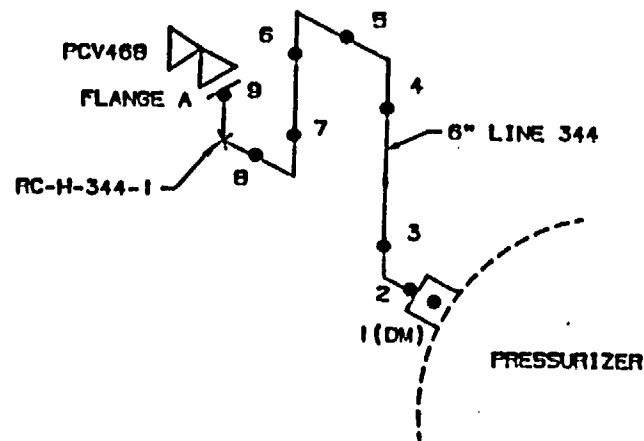 5
6
PCV468
4
9
FLANGE A
7
6" LINE 344
8
RC-H-344-1
3
2
1(DM)
PRESSURIZER